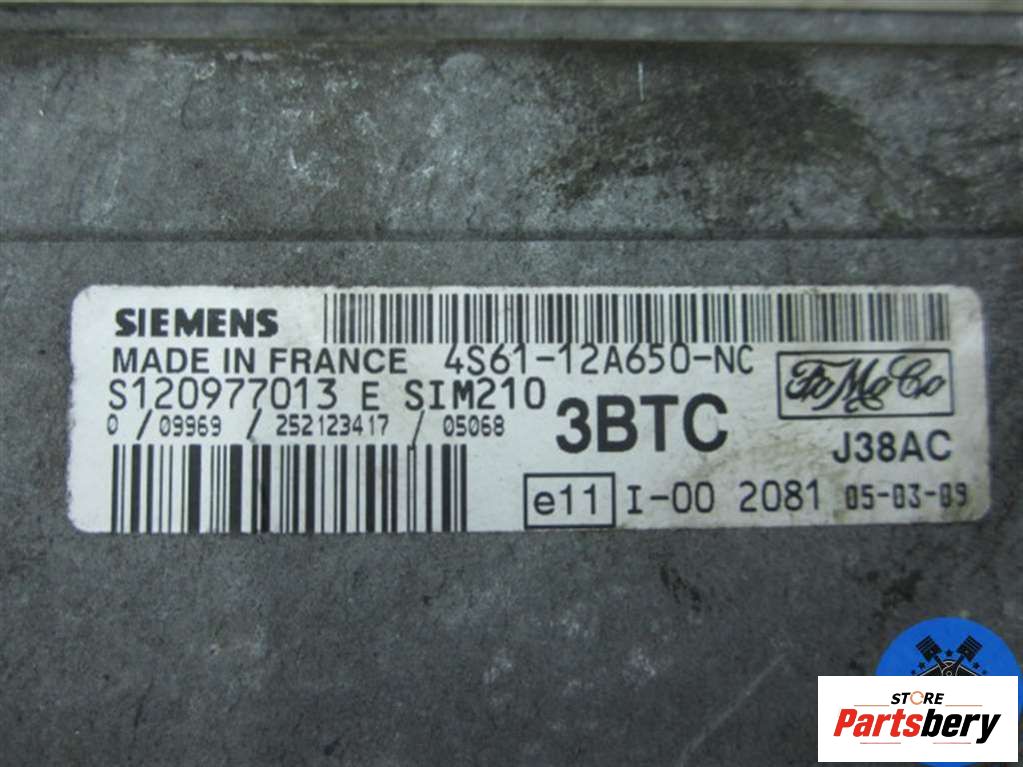 SIEMENS
MADE IN FRANCE 4S61-12A650-NC
S120977013 E SIM210
0 / 09969 / 252123417 / 05068
3BTC
FoMoCo
J38AC
e11 I-00 2081 05-03-09
STORE
Partsbery